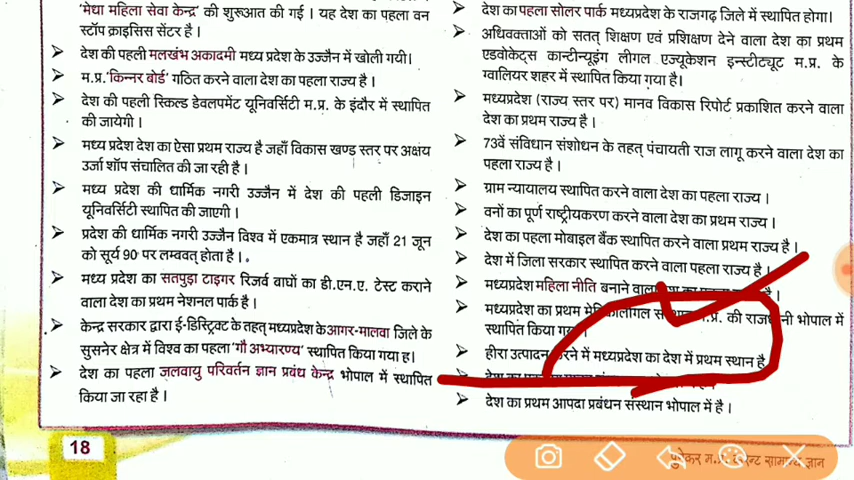 'मेधा महिला सेवा केन्द्र' की शुरूआत की गई । यह देश का पहला वन
स्टॉप क्राइसिस सेंटर है ।
देश की पहली मलखंभ अकादमी मध्य प्रदेश के उज्जैन में खोली गयी।
म.प्र.'किन्नर बोर्ड' गठित करने वाला देश का पहला राज्य है ।
देश की पहली स्किल्ड डेवलपमेंट यूनिवर्सिटी म.प्र. के इंदौर में स्थापित
की जायेगी ।
मध्य प्रदेश देश का ऐसा प्रथम राज्य है जहाँ विकास खण्ड स्तर पर अक्षय
उर्जा शॉप संचालित की जा रही है ।
मध्य प्रदेश की धार्मिक नगरी उज्जैन में देश की पहली डिजाइन
यूनिवर्सिटी स्थापित की जाएगी ।
प्रदेश की धार्मिक नगरी उज्जैन विश्व में एकमात्र स्थान है जहाँ 21 जून
को सूर्य 90 पर लम्बवत् होता है ।
मध्य प्रदेश का सतपुड़ा टाइगर रिजर्व बाघों का डी.एन.ए. टेस्ट कराने
वाला देश का प्रथम नेशनल पार्क है ।
केन्द्र सरकार द्वारा ई-डिस्ट्रिक्ट के तहत् मध्यप्रदेश के आगर-मालवा जिले के
सुसनेर क्षेत्र में विश्व का पहला 'गौ अभ्यारण्य' स्थापित किया गया ह।
देश का पहला ज़लवायु परिवर्तन ज्ञान प्रबंध केन्द्र भोपाल में स्थापित
किया जा रहा है ।
18
देश का पहला सोलर पार्क मध्यप्रदेश के राजगढ़ जिले में स्थापित होगा।
अधिवक्ताओं को सतत् शिक्षण एवं प्रशिक्षण देने वाला देश का प्रथम
एडवोकेट्स कान्टीन्यूइंग लीगल एज्यूकेशन इन्स्टीट्यूट म.प्र. के
ग्वालियर शहर में स्थापित किया गया है।
मध्यप्रदेश (राज्य स्तर पर) मानव विकास रिपोर्ट प्रकाशित करने वाला
देश का प्रथम राज्य है ।
73वें संविधान संशोधन के तहत् पंचायती राज लागू करने वाला देश का
पहला राज्य है ।
ग्राम न्यायालय स्थापित करने वाला देश का पहला राज्य ।
वनों का पूर्ण राष्ट्रीयकरण करने वाला देश का प्रथम राज्य ।
देश का पहला मोबाइल बैंक स्थापित करने वाला प्रथम राज्य है ।
देश में जिला सरकार स्थापित करने वाला पहला राज्य है ।
मध्यप्रदेश महिला नीति बनाने वाला
मध्यप्रदेश का प्रथम म.प्र. की भोपाल में
स्थापित किया
हीरा उत्पादन करने में मध्यप्रदेश का देश में प्रथम स्थान है
देश का प्रथम आपदा प्रबंधन संस्थान भोपाल में है ।
म.प्र. सामान्य ज्ञान